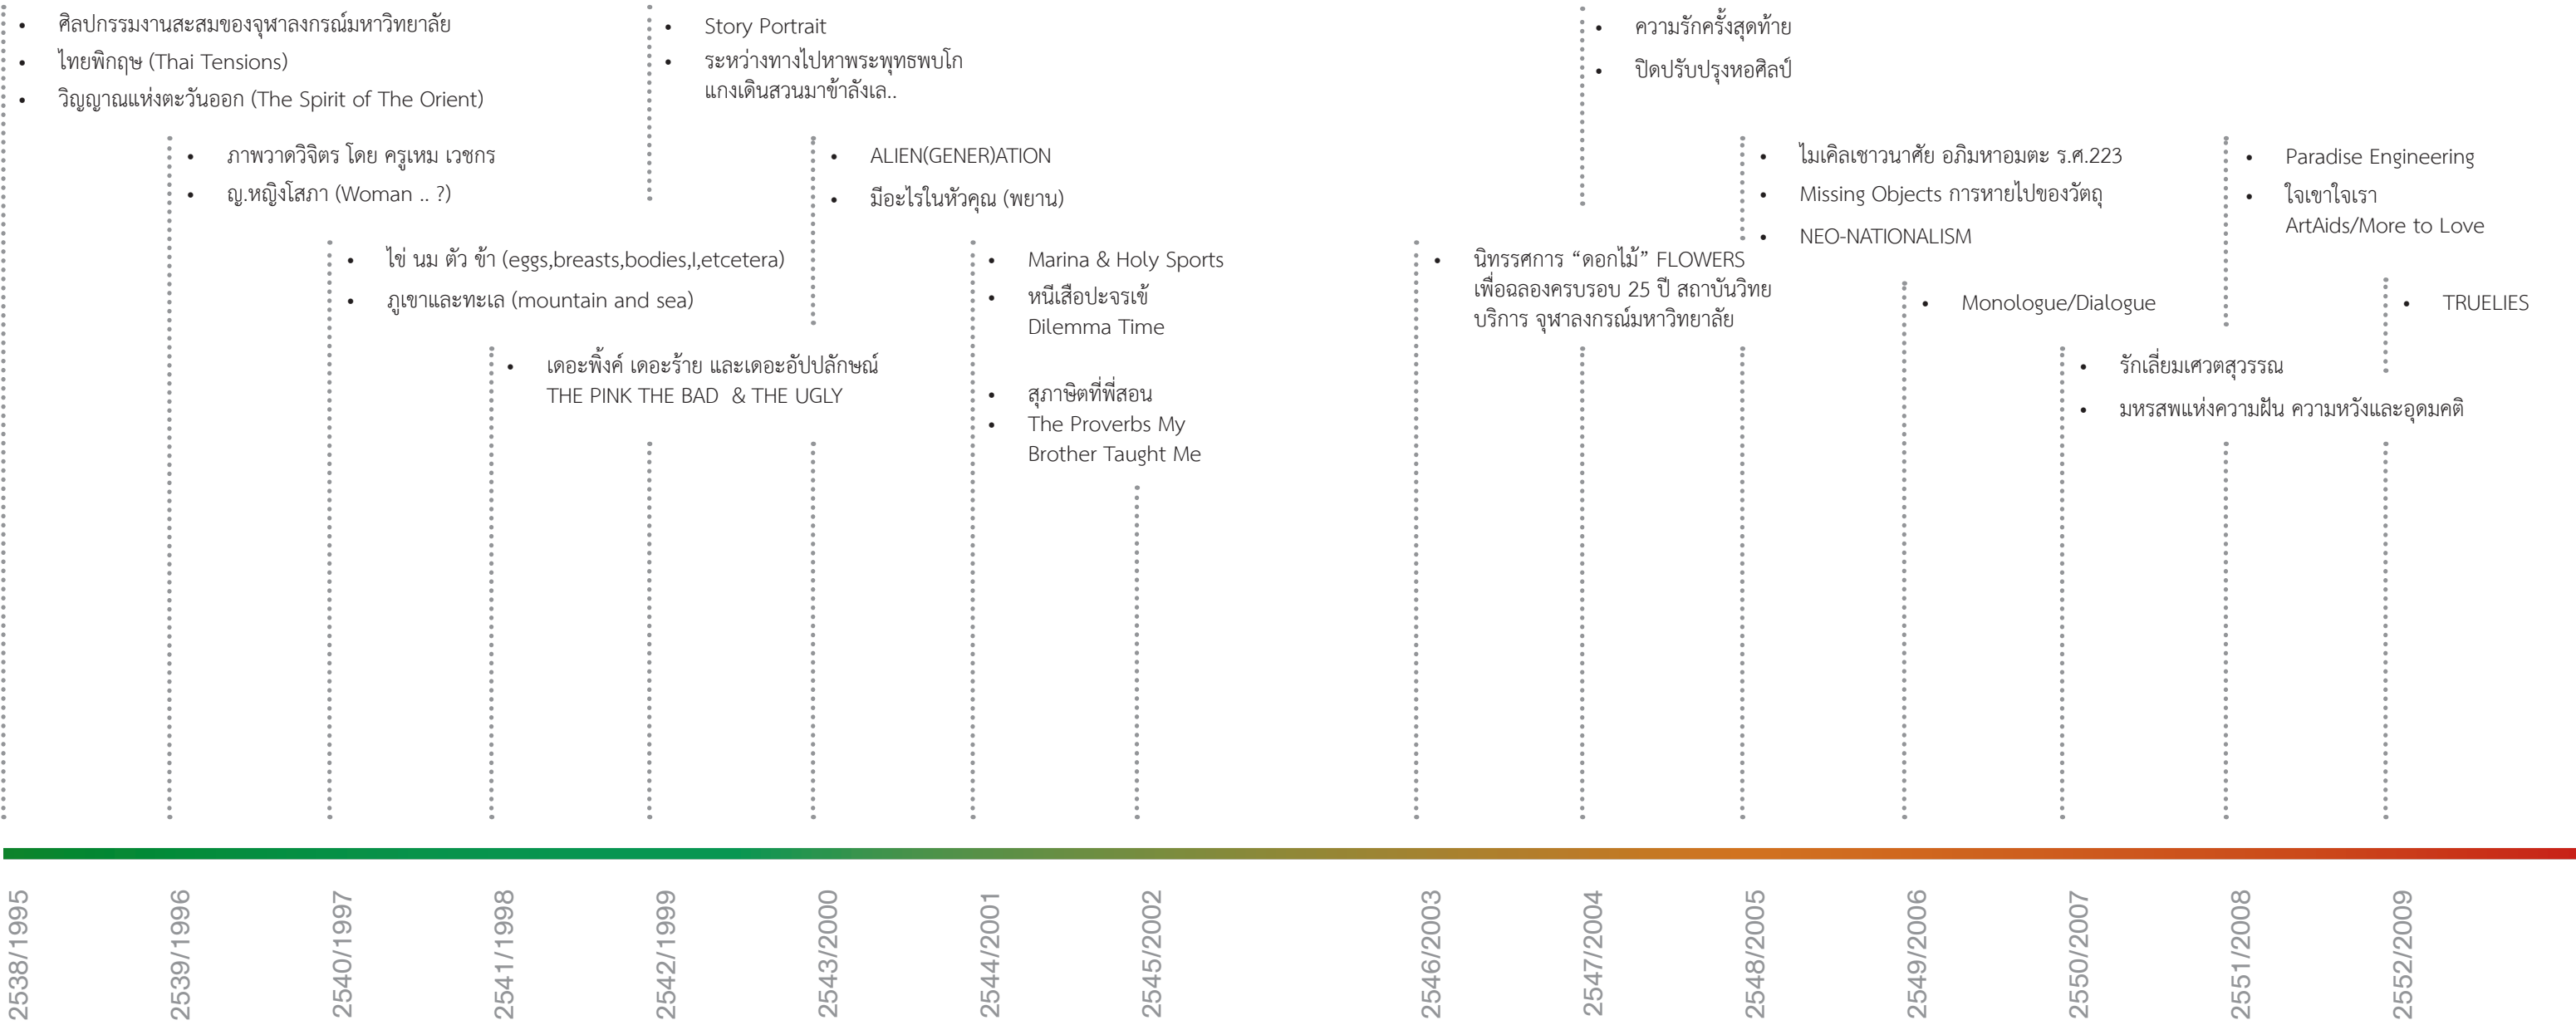 ศิลปกรรมงานสะสมของจุฬาลงกรณ์มหาวิทยาลัย
ไทยพิกฤษ (Thai Tensions)
วิญญาณแห่งตะวันออก (The Spirit of The Orient)
ภาพวาดวิจิตร โดย ครูเหม เวชกร
ญ.หญิงโสภา (Woman .. ?)
ไข่ นม ตัว ข้า (eggs,breasts,bodies,I,etcetera)
ภูเขาและทะเล (mountain and sea)
เดอะพิ้งค์ เดอะร้าย และเดอะอัปปลักษณ์
THE PINK THE BAD & THE UGLY
Story Portrait
ระหว่างทางไปหาพระพุทธพบโก
แกงเดินสวนมาข้าลังเล..
ALIEN(GENER)ATION
มีอะไรในหัวคุณ (พยาน)
Marina & Holy Sports
หนีเสือปะจรเข้
Dilemma Time
สุภาษิตที่พี่สอน
The Proverbs My
Brother Taught Me
นิทรรศการ “ดอกไม้” FLOWERS
เพื่อฉลองครบรอบ 25 ปี สถาบันวิทย
บริการ จุฬาลงกรณ์มหาวิทยาลัย
ความรักครั้งสุดท้าย
ปิดปรับปรุงหอศิลป์
ไมเคิลเชาวนาศัย อภิมหาอมตะ ร.ศ.223
Missing Objects การหายไปของวัตถุ
NEO-NATIONALISM
Monologue/Dialogue
รักเลี่ยมเศวตสุวรรณ
มหรสพแห่งความฝัน ความหวังและอุดมคติ
Paradise Engineering
ใจเขาใจเรา
ArtAids/More to Love
TRUELIES
2538/1995
2539/1996
2540/1997
2541/1998
2542/1999
2543/2000
2544/2001
2545/2002
2546/2003
2547/2004
2548/2005
2549/2006
2550/2007
2551/2008
2552/2009